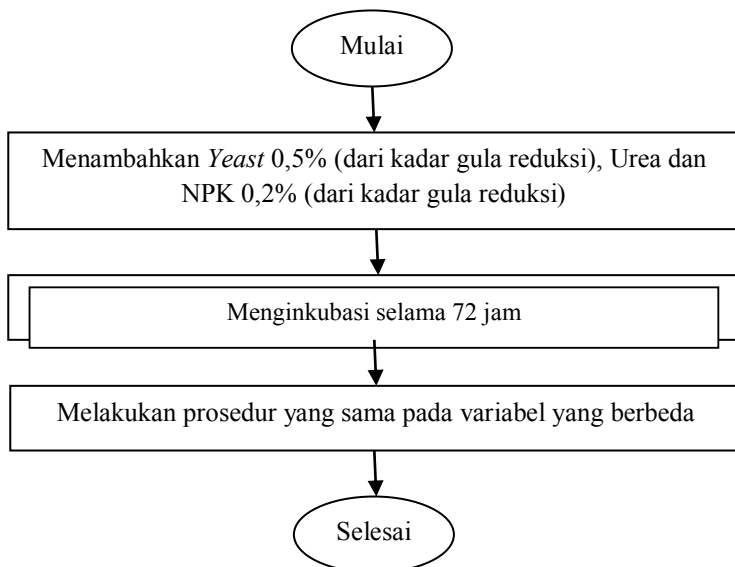 Mulai
Menambahkan Yeast 0,5% (dari kadar gula reduksi), Urea dan
NPK 0,2% (dari kadar gula reduksi)
Menginkubasi selama 72 jam
Melakukan prosedur yang sama pada variabel yang berbeda
Selesai